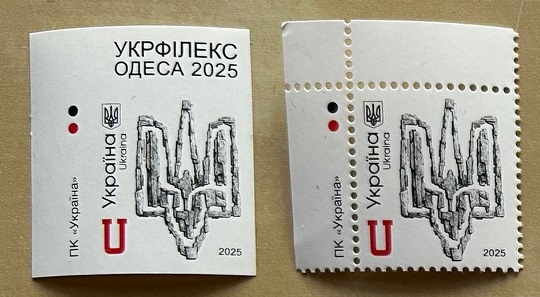 УКРФІЛЕКС
ОДЕСА 2025
ПК «Україна»
Україна
Ukraina
U
2025
ПК «Україна»
Україна
Ukraina
U
2025